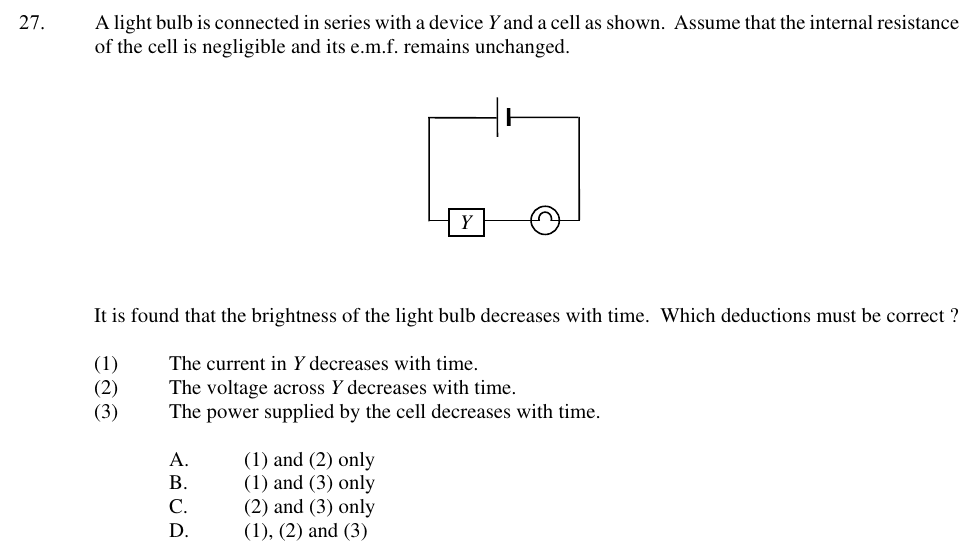 27. A light bulb is connected in series with a device Y and a cell as shown. Assume that the internal resistance
of the cell is negligible and its e.m.f. remains unchanged.
Y
It is found that the brightness of the light bulb decreases with time. Which deductions must be correct ?
(1) The current in Y decreases with time.
(2) The voltage across Y decreases with time.
(3) The power supplied by the cell decreases with time.
A. (1) and (2) only
B. (1) and (3) only
C. (2) and (3) only
D. (1), (2) and (3)